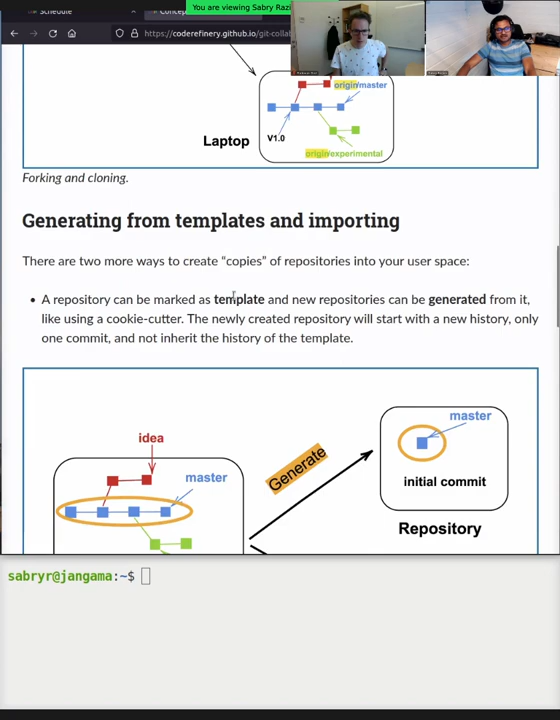 You are viewing Sabry Razi
Schedule
Conce
https://coderefinery.github.io/git-collab
origin/master
V1.0
Laptop
origin/experimental
Forking and cloning.
Generating from templates and importing
There are two more ways to create “copies” of repositories into your user space:
• A repository can be marked as template and new repositories can be generated from it,
like using a cookie-cutter. The newly created repository will start with a new history, only
one commit, and not inherit the history of the template.
idea
master
Generate
master
initial commit
Repository
sabryr@jangama:~$